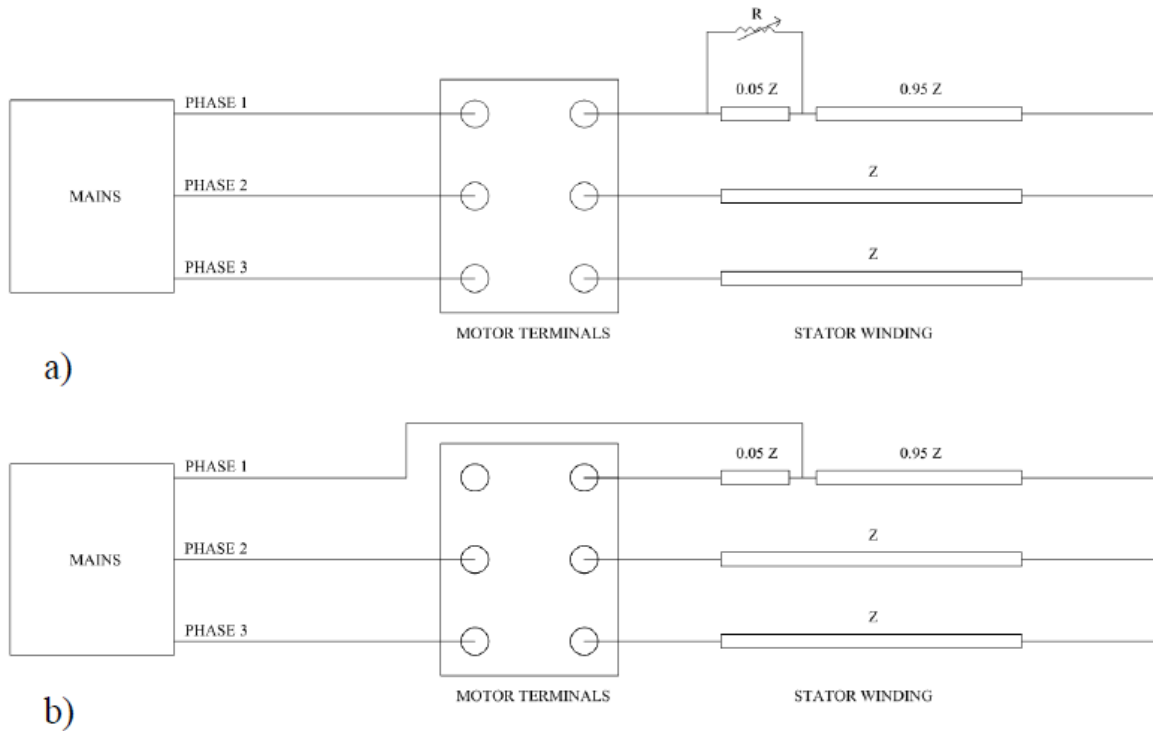 R
PHASE 1
0.05 Z
0.95 Z
MAINS
PHASE 2
Z
PHASE 3
Z
MOTOR TERMINALS
STATOR WINDING
a)
PHASE 1
0.05 Z
0.95 Z
MAINS
PHASE 2
Z
PHASE 3
Z
MOTOR TERMINALS
STATOR WINDING
b)